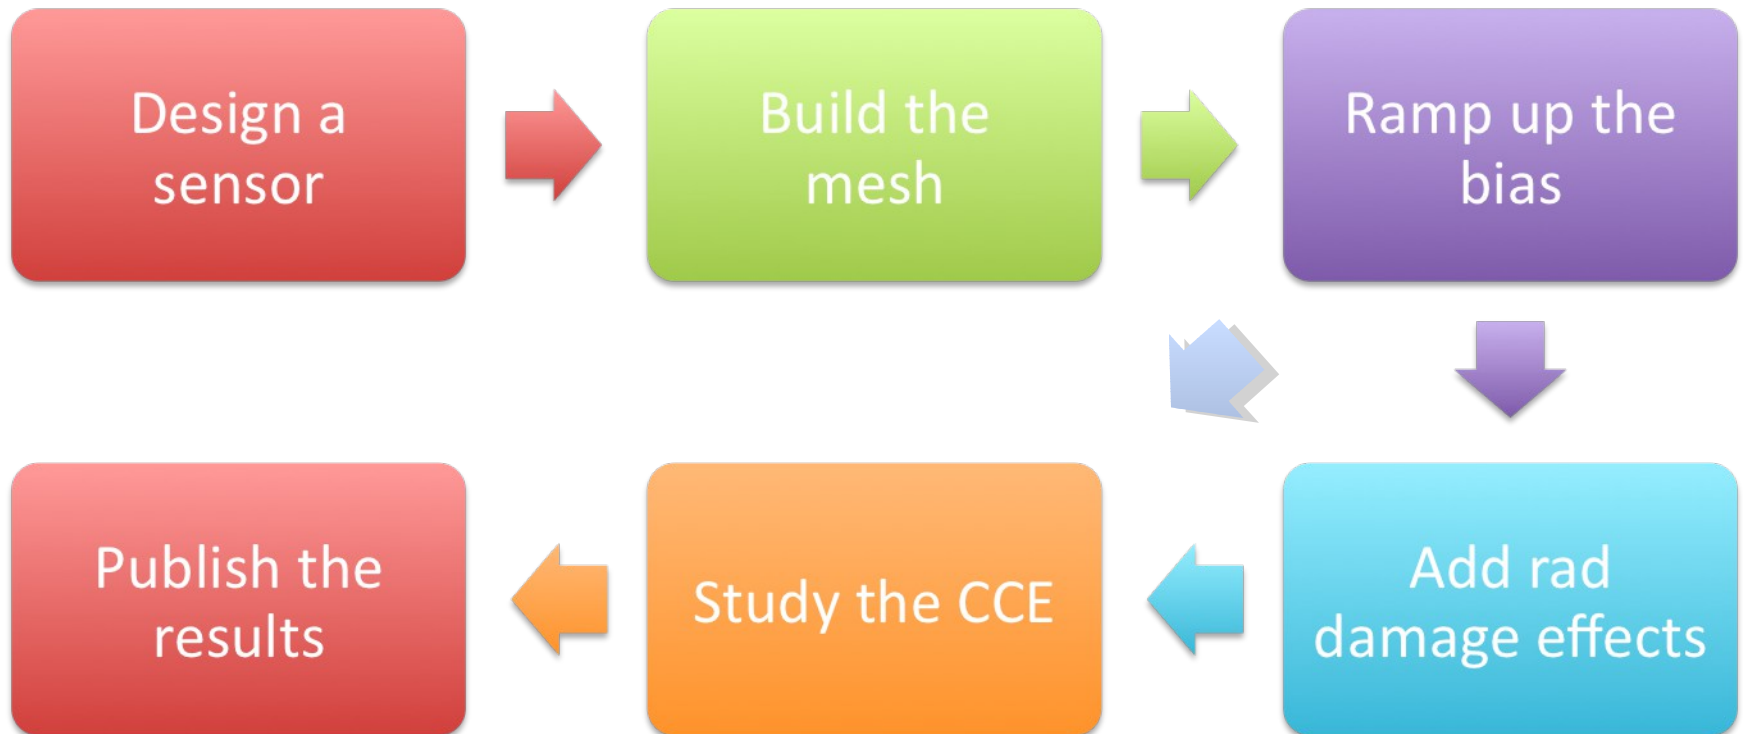 Design a
sensor
Build the
mesh
Ramp up the
bias
Add rad
damage effects
Study the CCE
Publish the
results